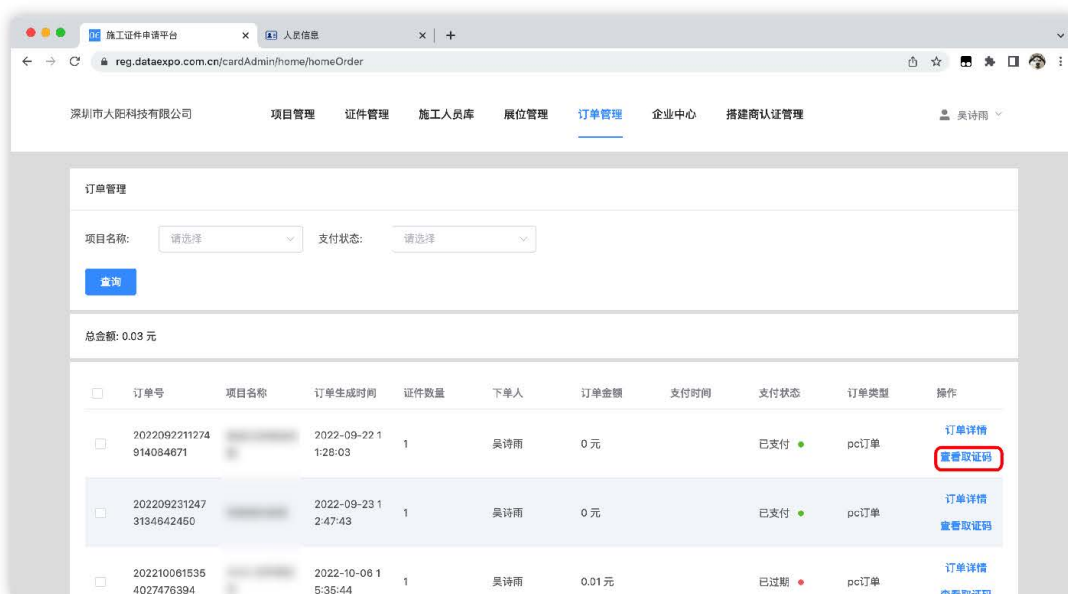 施工证件申请平台
人员信息
reg.dataexpo.com.cn/cardAdmin/home/homeOrder
深圳市大阳科技有限公司 项目管理 证件管理 施工人员库 展位管理 订单管理 企业中心 搭建商认证管理 吴诗雨
订单管理
项目名称: 请选择 支付状态: 请选择
查询
总金额: 0.03 元
订单号 项目名称 订单生成时间 证件数量 下单人 订单金额 支付时间 支付状态 订单类型 操作
订单详情
2022092211274 2022-09-22 1
1 吴诗雨 0 元 已支付 pc订单
914084671 1:28:03
查看取证码
订单详情
202209231247 2022-09-23 1
1 吴诗雨 0 元 已支付 pc订单
3134642450 2:47:43
查看取证码
订单详情
202210061535 2022-10-06 1
1 吴诗雨 0.01 元 已过期 pc订单
4027476394 5:35:44
查看取证码